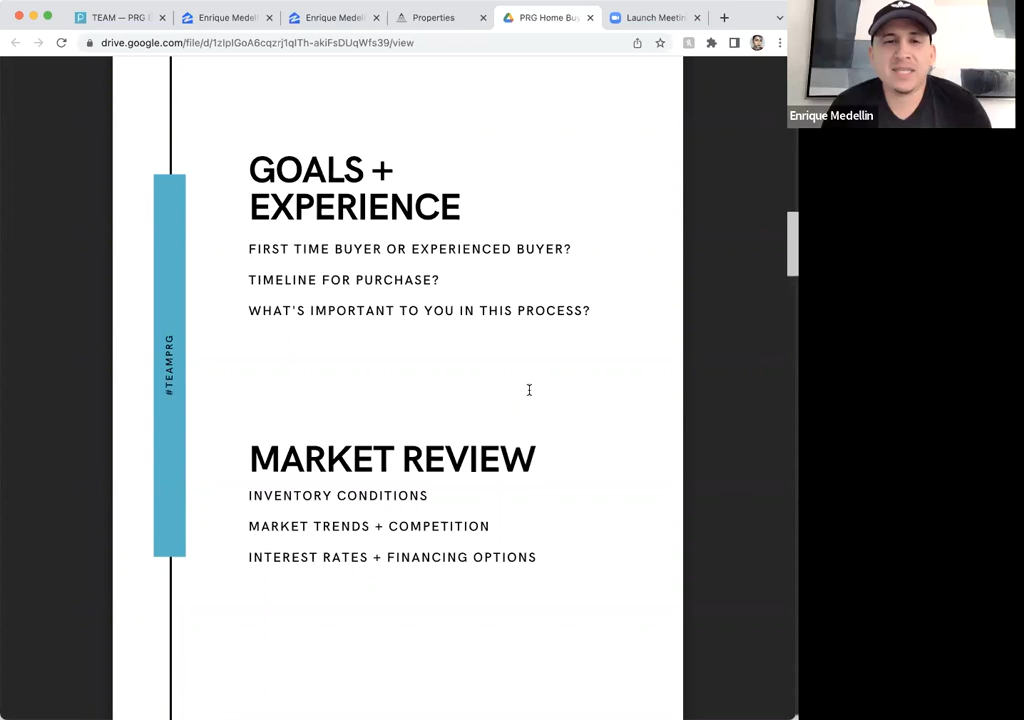 TEAM — PRG
Enrique Medell
Enrique Medell
Properties
PRG Home Buy
Launch Meetin
drive.google.com/file/d/1zIpIGoA6cqzrj1qITh-akiFsDUqWfs39/view
Enrique Medellin
GOALS +
EXPERIENCE
FIRST TIME BUYER OR EXPERIENCED BUYER?
TIMELINE FOR PURCHASE?
WHAT'S IMPORTANT TO YOU IN THIS PROCESS?
#TEAMPRG
MARKET REVIEW
INVENTORY CONDITIONS
MARKET TRENDS + COMPETITION
INTEREST RATES + FINANCING OPTIONS